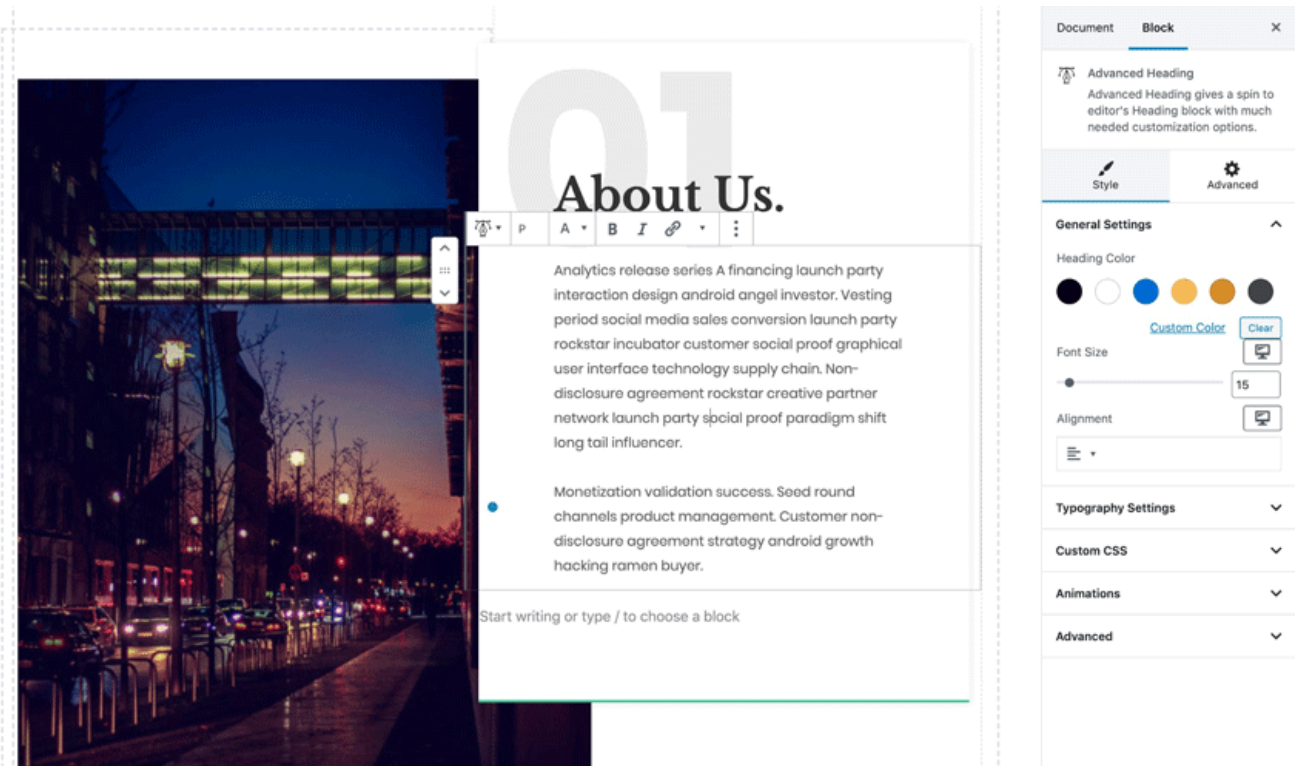 01
About Us.
P
A
B I
Analytics release series A financing launch party
interaction design android angel investor. Vesting
period social media sales conversion launch party
rockstar incubator customer social proof graphical
user interface technology supply chain. Non-
disclosure agreement rockstar creative partner
network launch party social proof paradigm shift
long tail influencer.
Monetization validation success. Seed round
channels product management. Customer non-
disclosure agreement strategy android growth
hacking ramen buyer.
Start writing or type / to choose a block
Document Block
Advanced Heading
Advanced Heading gives a spin to
editor's Heading block with much
needed customization options.
Style Advanced
General Settings
Heading Color
Custom Color Clear
Font Size
15
Alignment
Typography Settings
Custom CSS
Animations
Advanced